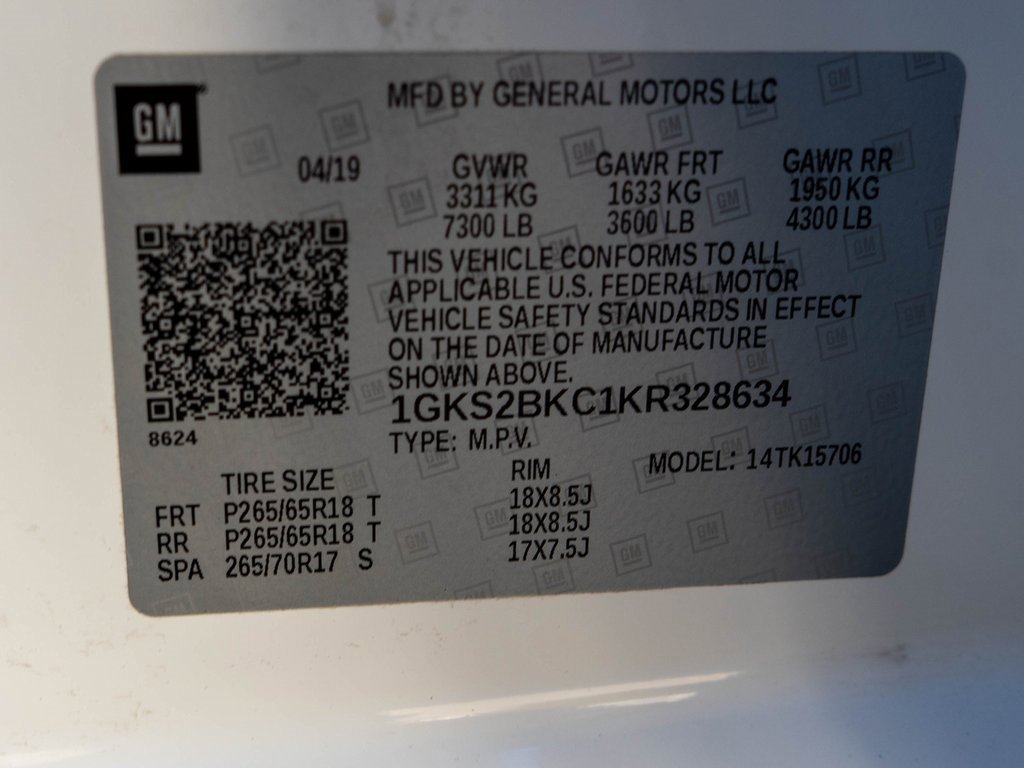 GM
MFD BY GENERAL MOTORS LLC
04/19 GVWR GAWR FRT GAWR RR
3311 KG 1633 KG 1950 KG
7300 LB 3600 LB 4300 LB
THIS VEHICLE CONFORMS TO ALL
APPLICABLE U.S. FEDERAL MOTOR
VEHICLE SAFETY STANDARDS IN EFFECT
ON THE DATE OF MANUFACTURE
SHOWN ABOVE.
1GKS2BKC1KR328634
8624
TYPE: M.P.V.
TIRE SIZE RIM MODEL: 14TK15706
FRT P265/65R18 T 18X8.5J
RR P265/65R18 T 18X8.5J
SPA 265/70R17 S 17X7.5J